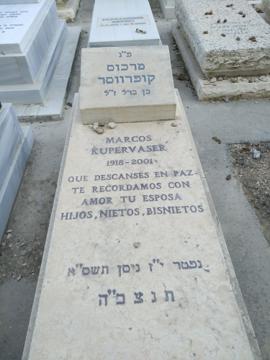 פ"נ
מרכוס
קופרווסר
בן ברל ז"ל
MARCOS
KUPERVASER
1918-2001
QUE DESCANSES EN PAZ-
TE RECORDAMOS CON
AMOR TU ESPOSA
HIJOS, NIETOS, BISNIETOS
נפטר י"ז ניסן תשס"א
תנצב"ה